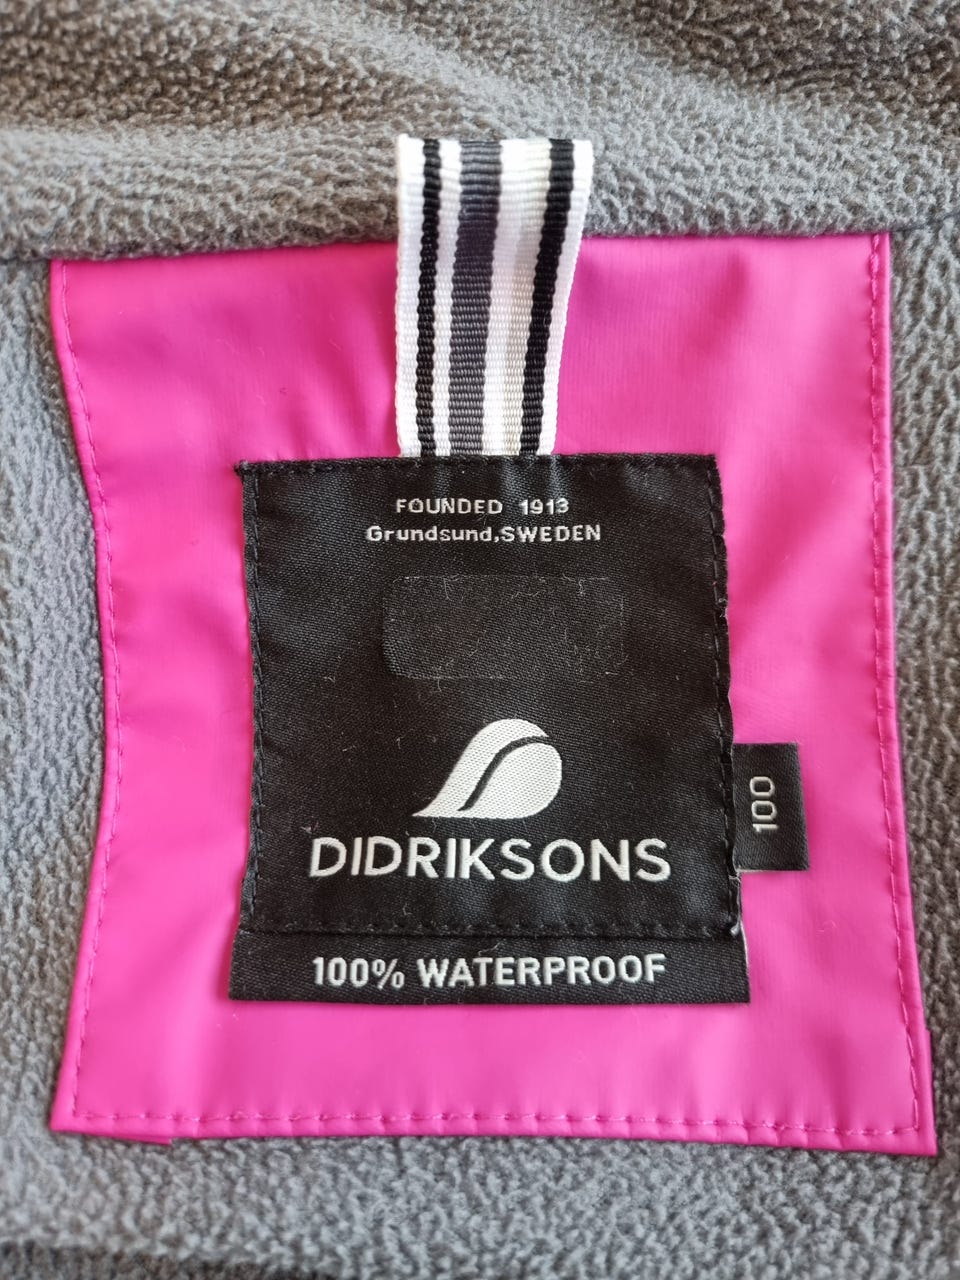 FOUNDED 1913
Grundsund,SWEDEN
DIDRIKSONS
100
100% WATERPROOF